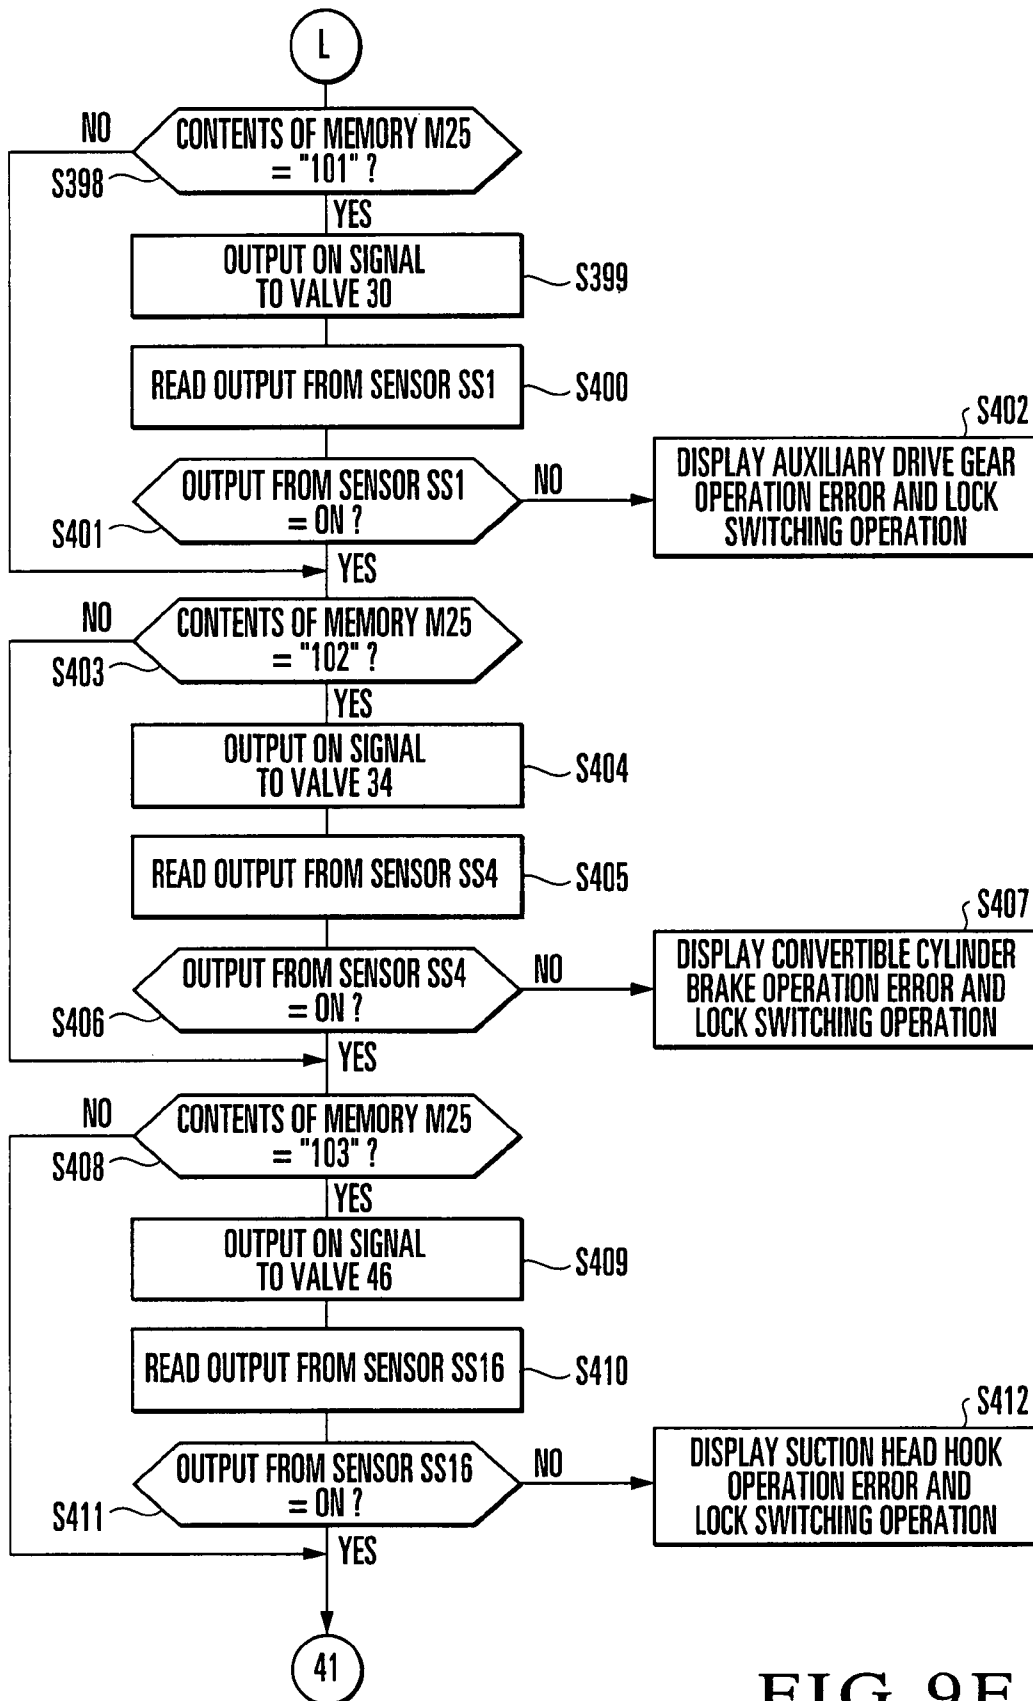 L
NO
CONTENTS OF MEMORY M25
= "101" ?
S398
YES
OUTPUT ON SIGNAL
TO VALVE 30
S399
READ OUTPUT FROM SENSOR SS1
S400
OUTPUT FROM SENSOR SS1
= ON ?
S401
NO
S402
DISPLAY AUXILIARY DRIVE GEAR
OPERATION ERROR AND LOCK
SWITCHING OPERATION
YES
NO
CONTENTS OF MEMORY M25
= "102" ?
S403
YES
OUTPUT ON SIGNAL
TO VALVE 34
S404
READ OUTPUT FROM SENSOR SS4
S405
OUTPUT FROM SENSOR SS4
= ON ?
S406
NO
S407
DISPLAY CONVERTIBLE CYLINDER
BRAKE OPERATION ERROR AND
LOCK SWITCHING OPERATION
YES
NO
CONTENTS OF MEMORY M25
= "103" ?
S408
YES
OUTPUT ON SIGNAL
TO VALVE 46
S409
READ OUTPUT FROM SENSOR SS16
S410
OUTPUT FROM SENSOR SS16
= ON ?
S411
NO
S412
DISPLAY SUCTION HEAD HOOK
OPERATION ERROR AND
LOCK SWITCHING OPERATION
YES
41